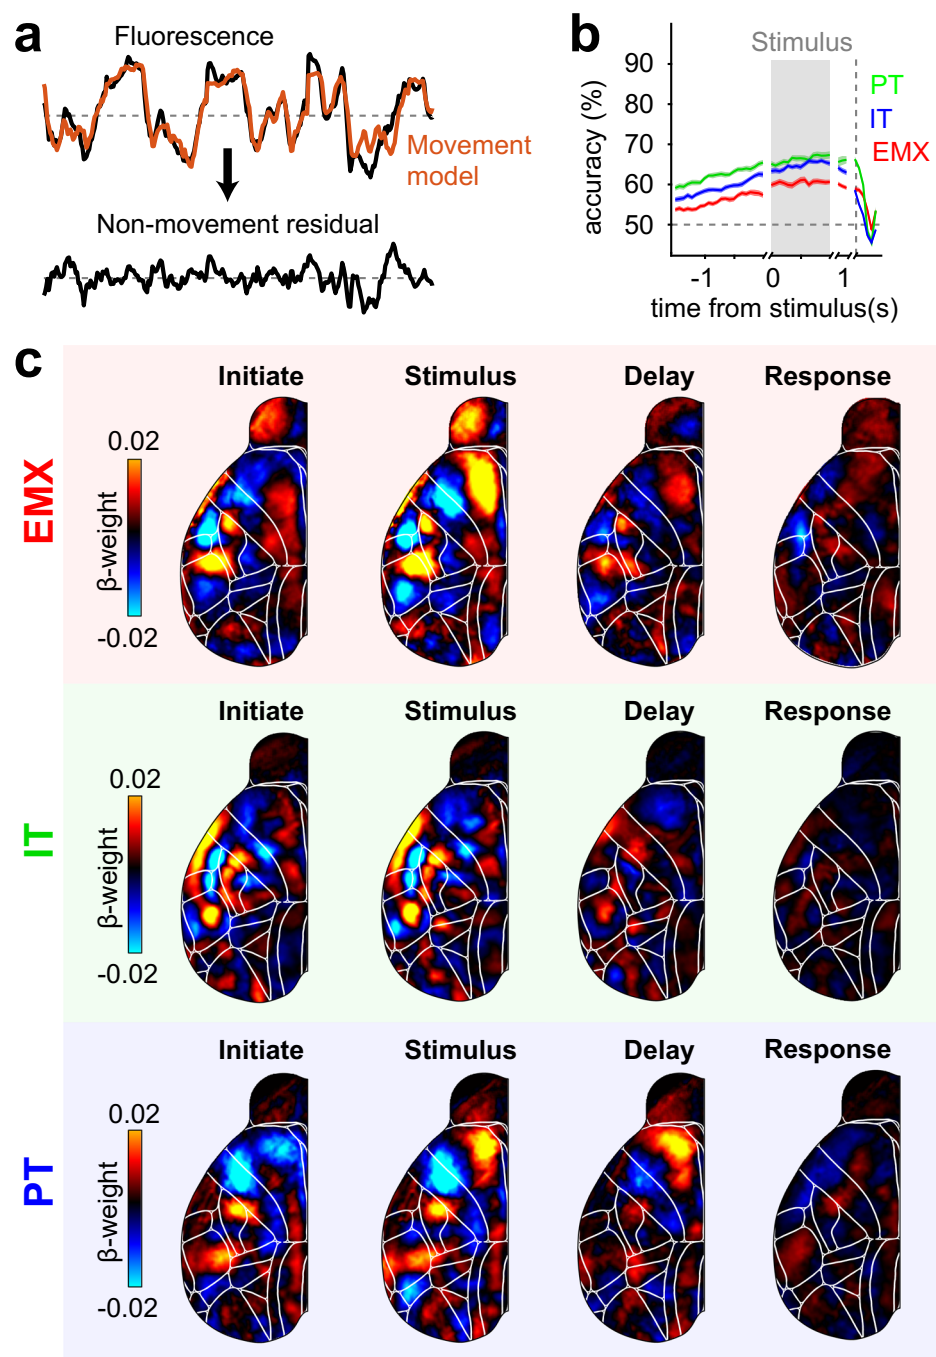 a
Fluorescence
Movement
model
Non-movement residual
b
Stimulus
accuracy (%)
90
80
70
60
50
PT
IT
EMX
-1
0
1
time from stimulus(s)
c
EMX
Initiate
Stimulus
Delay
Response
0.02
β-weight
-0.02
IT
Initiate
Stimulus
Delay
Response
0.02
β-weight
-0.02
PT
Initiate
Stimulus
Delay
Response
0.02
β-weight
-0.02